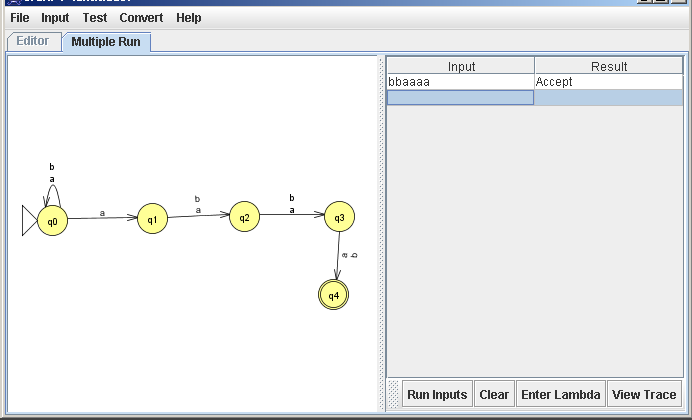 File Input Test Convert Help
Editor Multiple Run
Input Result
bbaaaa Accept
b
a
q0
a
q1
b
a
q2
b
a
q3
a
b
q4
Run Inputs Clear Enter Lambda View Trace